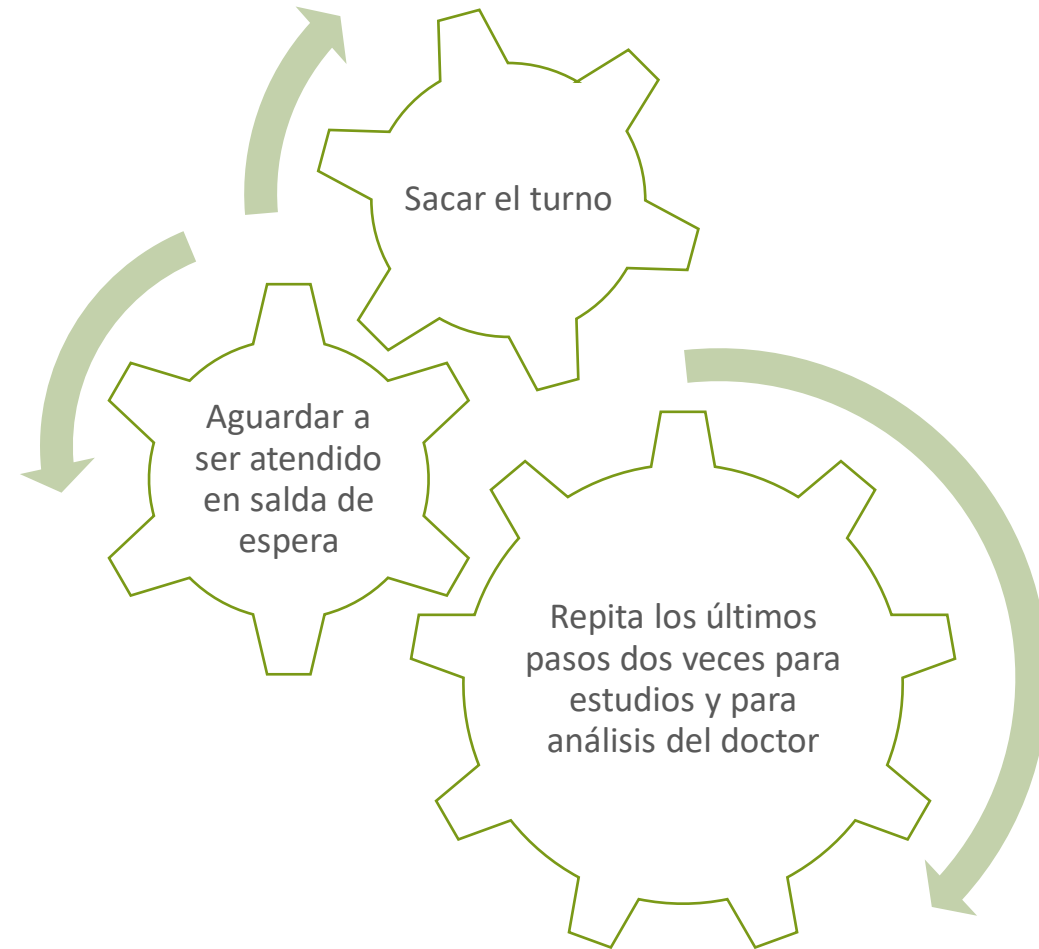 Sacar el turno
Aguardar a
ser atendido
en salda de
espera
Repita los últimos
pasos dos veces para
estudios y para
análisis del doctor